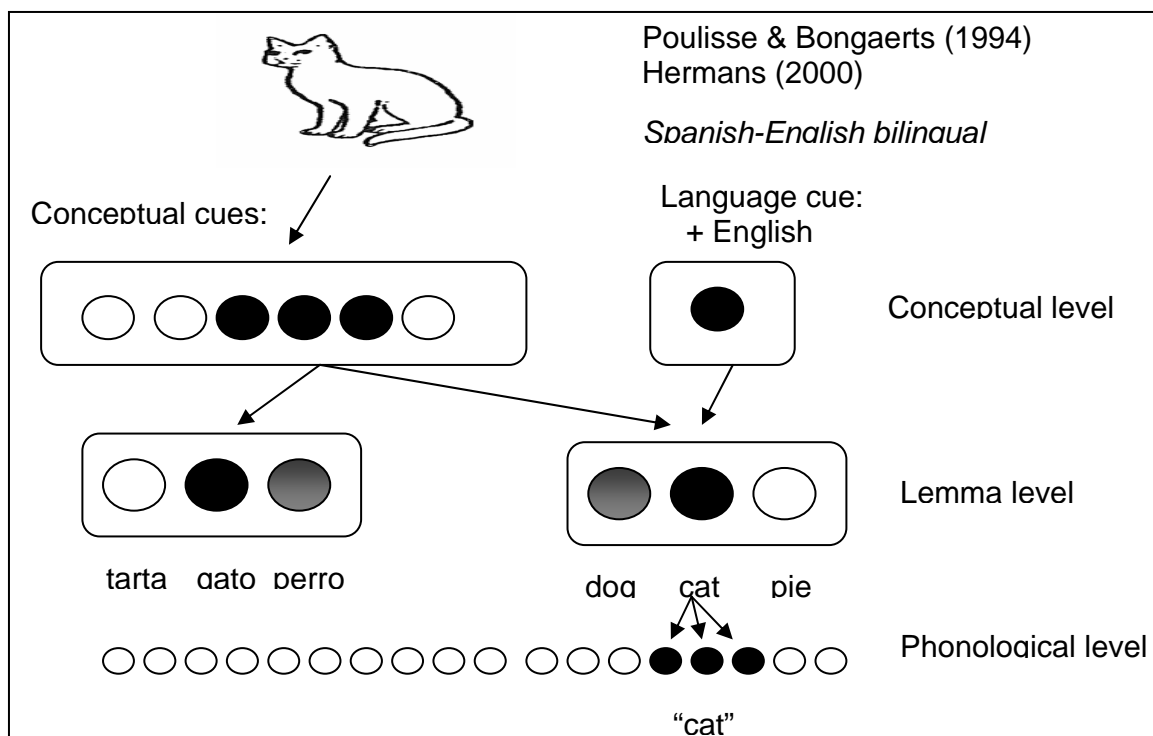 Poulisse & Bongaerts (1994)
Hermans (2000)
Spanish-English bilingual
Conceptual cues:
Language cue:
+ English
Conceptual level
Lemma level
tarta gato perro
dog cat pie
Phonological level
“cat”